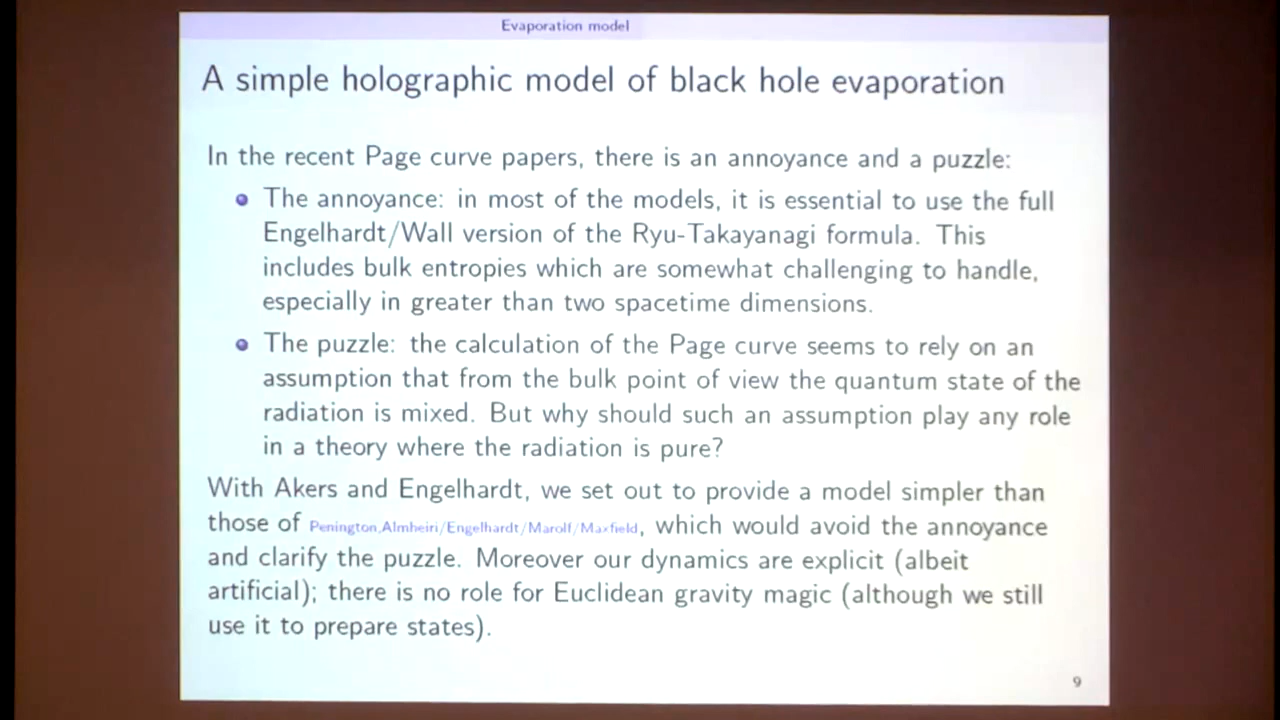 Evaporation model
A simple holographic model of black hole evaporation
In the recent Page curve papers, there is an annoyance and a puzzle:
The annoyance: in most of the models, it is essential to use the full
Engelhardt/Wall version of the Ryu-Takayanagi formula. This
includes bulk entropies which are somewhat challenging to handle,
especially in greater than two spacetime dimensions.
The puzzle: the calculation of the Page curve seems to rely on an
assumption that from the bulk point of view the quantum state of the
radiation is mixed. But why should such an assumption play any role
in a theory where the radiation is pure?
With Akers and Engelhardt, we set out to provide a model simpler than
those of Penington,Almheiri/Engelhardt/Marolf/Maxfield, which would avoid the annoyance
and clarify the puzzle. Moreover our dynamics are explicit (albeit
artificial); there is no role for Euclidean gravity magic (although we still
use it to prepare states).
9